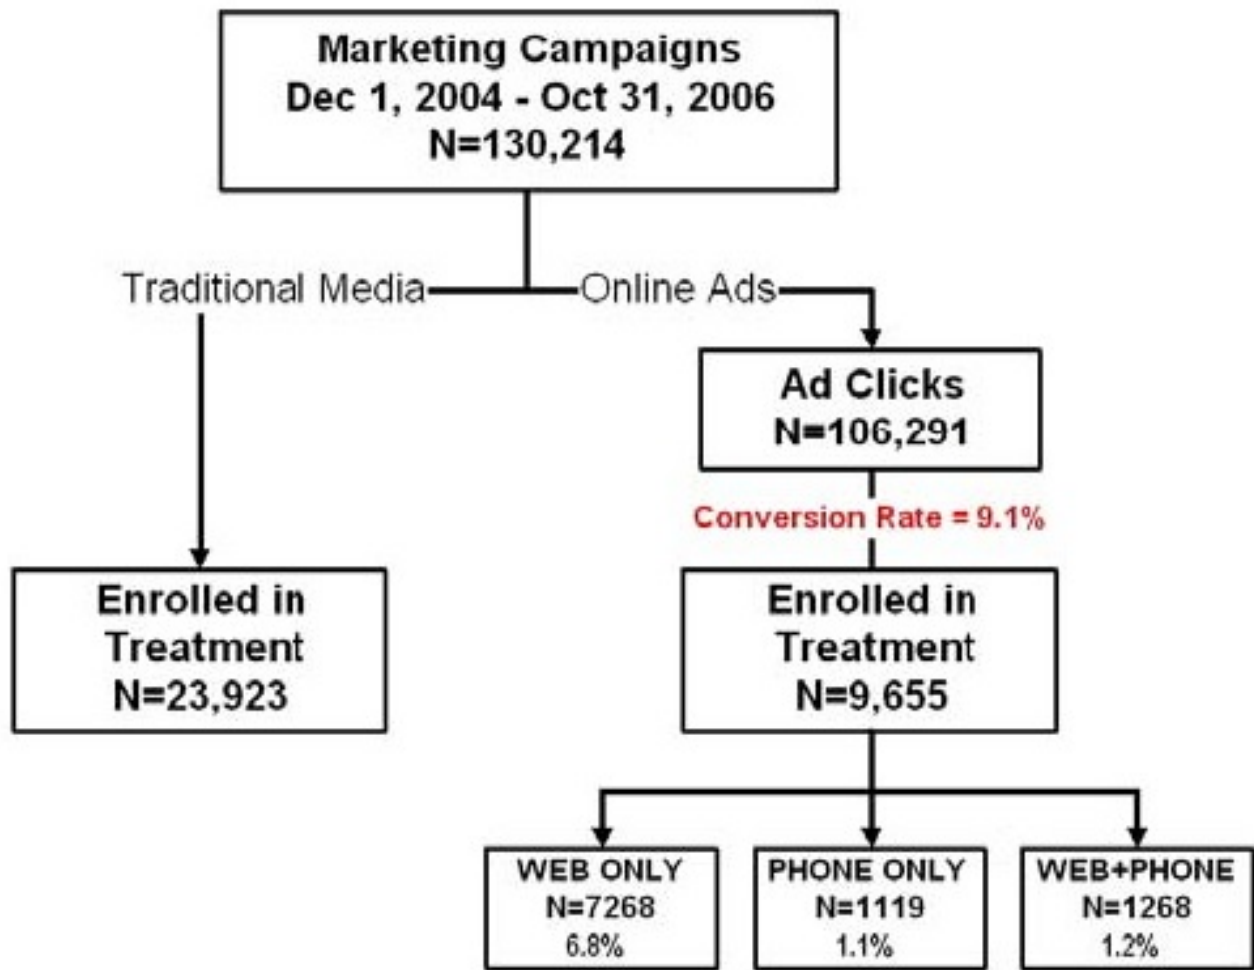 Marketing Campaigns
Dec 1, 2004 - Oct 31, 2006
N=130,214
Traditional Media
Online Ads
Ad Clicks
N=106,291
Conversion Rate = 9.1%
Enrolled in
Treatment
N=23,923
Enrolled in
Treatment
N=9,655
WEB ONLY
N=7268
6.8%
PHONE ONLY
N=1119
1.1%
WEB+PHONE
N=1268
1.2%